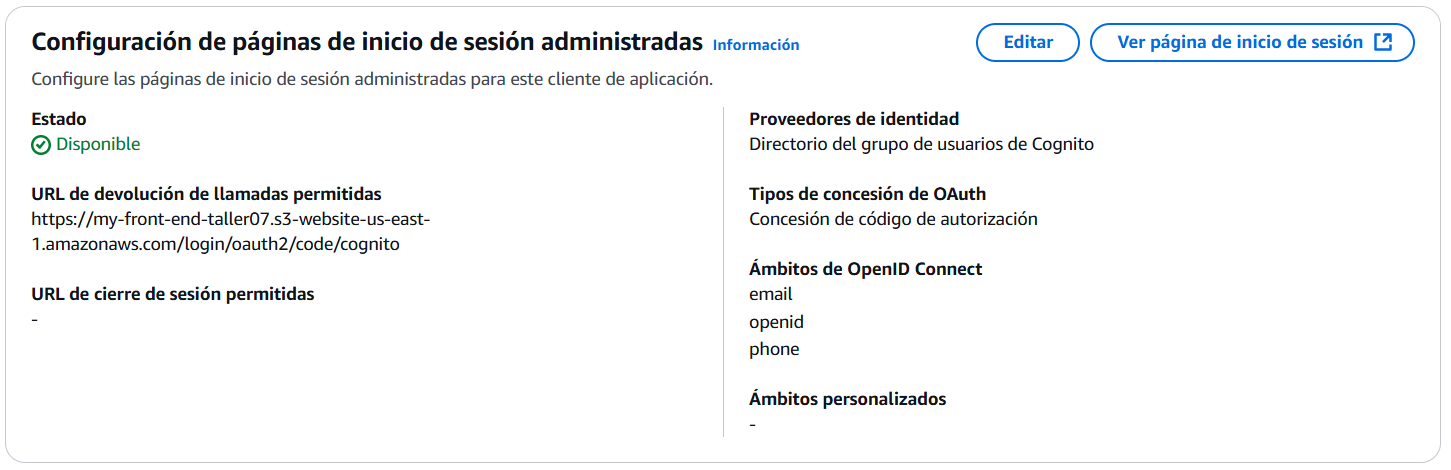 Configuración de páginas de inicio de sesión administradas Información
Editar
Ver página de inicio de sesión
Configure las páginas de inicio de sesión administradas para este cliente de aplicación.
Estado
Disponible
URL de devolución de llamadas permitidas
https://my-front-end-taller07.s3-website-us-east-
1.amazonaws.com/login/oauth2/code/cognito
URL de cierre de sesión permitidas
-
Proveedores de identidad
Directorio del grupo de usuarios de Cognito
Tipos de concesión de OAuth
Concesión de código de autorización
Ámbitos de OpenID Connect
email
openid
phone
Ámbitos personalizados
-